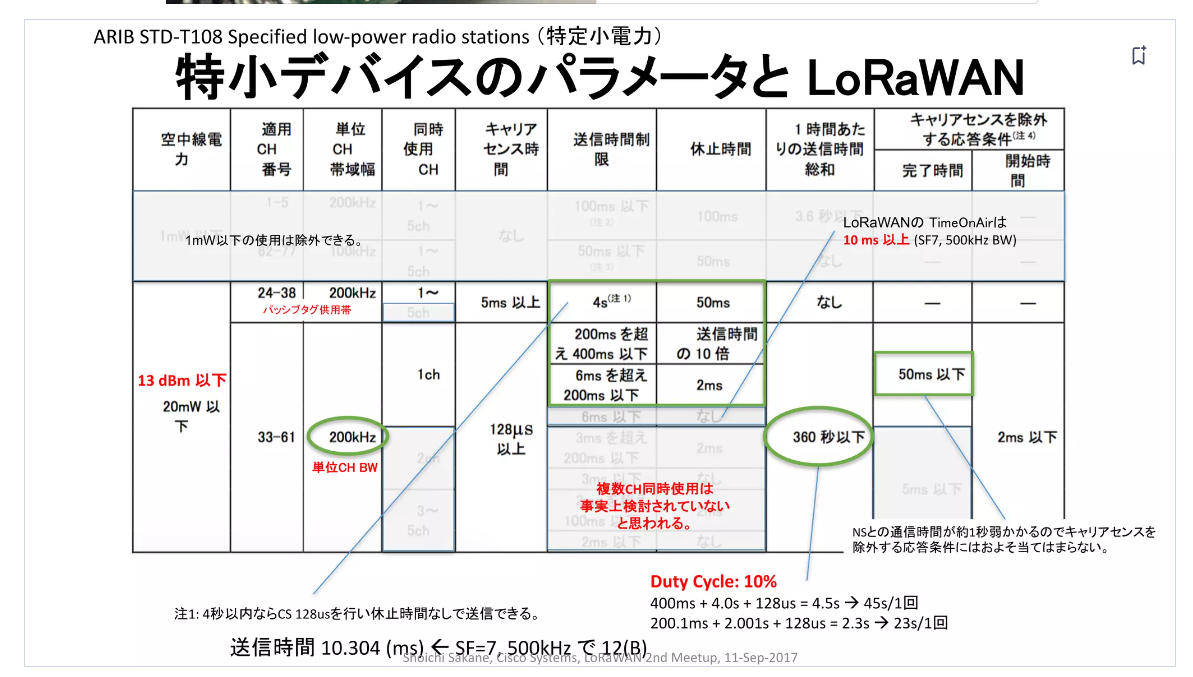 ARIB STD-T108 Specified low-power radio stations（特定小電力）
特小デバイスのパラメータと LoRaWAN
空中線電力 適用CH番号 単位CH帯域幅 同時使用CH キャリアセンス時間 送信時間制限 休止時間 1時間あたりの送信時間総和 キャリアセンスを除外する応答条件(注4)
完了時間 開始時間
1mW以下 1-5 200kHz 1～5ch なし 100ms 以下(注2) 100ms 3.6 秒以下 — —
1mW以下の使用は除外できる。
62-77 100kHz 1～5ch 50ms 以下(注3) 50ms なし — —
LoRaWANの TimeOnAirは
10 ms 以上 (SF7, 500kHz BW)
24-38 200kHz 1～5ch 5ms 以上 4s(注1) 50ms なし — —
パッシブタグ供用帯
13 dBm 以下
20mW 以下
33-61 200kHz 1ch 128μs 以上 200ms を超え 400ms 以下 送信時間の 10 倍 360 秒以下 50ms 以下 2ms 以下
単位CH BW
6ms を超え 200ms 以下 2ms
6ms 以下 なし
2ch 3ms を超え 200ms 以下 2ms 5ms 以下
3ms なし
3～5ch 100ms 以下
2ms 以下 なし
複数CH同時使用は
事実上検討されていない
と思われる。
NSとの通信時間が約1秒弱かかるのでキャリアセンスを
除外する応答条件にはおよそ当てはまらない。
Duty Cycle: 10%
400ms + 4.0s + 128us = 4.5s → 45s/1回
200.1ms + 2.001s + 128us = 2.3s → 23s/1回
注1: 4秒以内ならCS 128usを行い休止時間なしで送信できる。
送信時間 10.304 (ms) ← SF=7, 500kHz で 12(B)
Shoichi Sakane, Cisco Systems, LoRaWAN 2nd Meetup, 11-Sep-2017